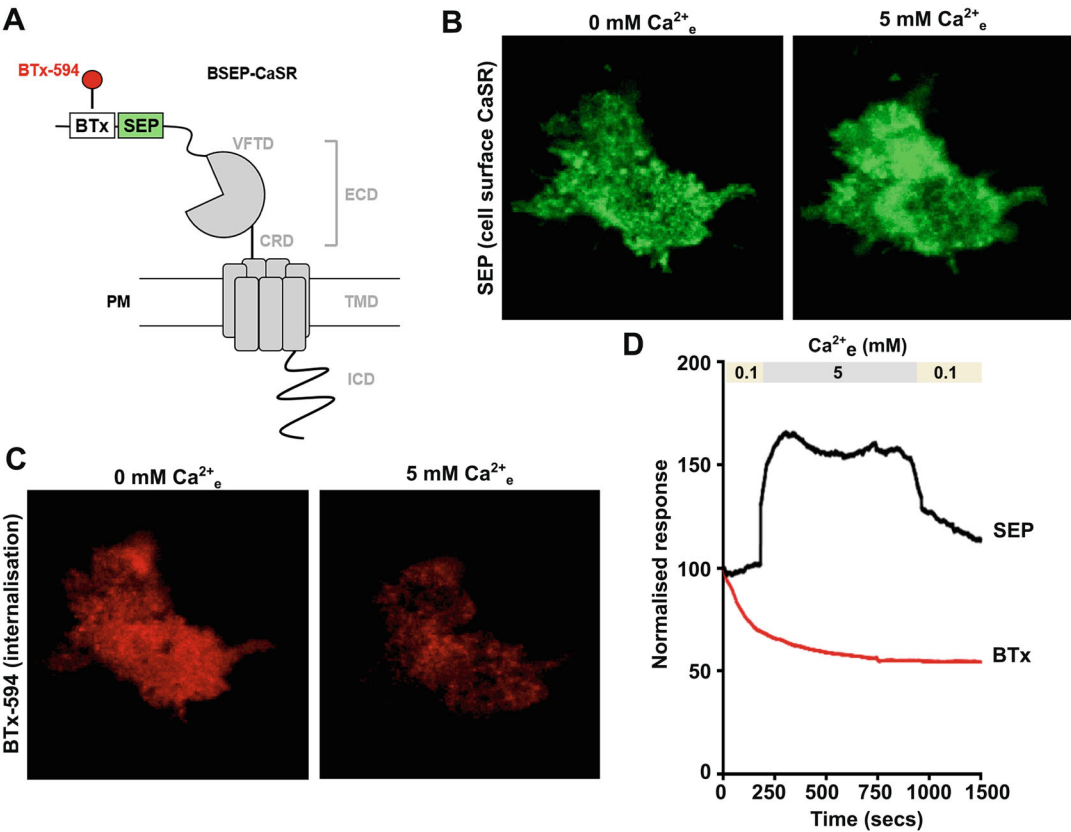 A
BTx-594
BSEP-CaSR
BTx
SEP
VFTD
ECD
CRD
PM
TMD
ICD
B
0 mM Ca²⁺e
5 mM Ca²⁺e
SEP (cell surface CaSR)
C
0 mM Ca²⁺e
5 mM Ca²⁺e
BTx-594 (internalisation)
D
Ca²⁺e (mM)
0.1
5
0.1
200
150
100
50
0
Normalised response
SEP
BTx
0
250
500
750
1000
1500
Time (secs)